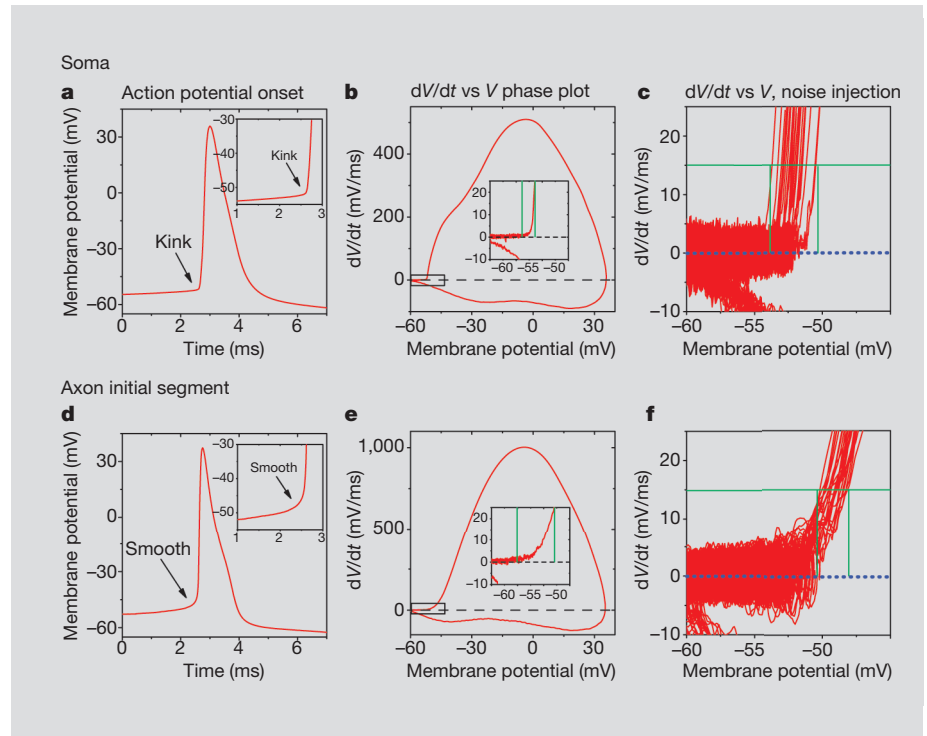 Soma
a Action potential onset
Membrane potential (mV)
30
0
–30
–60
0 2 4 6
Time (ms)
Kink
–30
–40
–50
1 2 3
Kink
b dV/dt vs V phase plot
dV/dt (mV/ms)
400
200
0
–60 –30 0 30
Membrane potential (mV)
20
10
0
–10
–60 –55 –50
c dV/dt vs V, noise injection
dV/dt (mV/ms)
20
10
0
–10
–60 –55 –50
Membrane potential (mV)
Axon initial segment
d
Membrane potential (mV)
30
0
–30
–60
0 2 4 6
Time (ms)
Smooth
–30
–40
–50
1 2 3
Smooth
e
dV/dt (mV/ms)
1,000
500
0
–60 –30 0 30
Membrane potential (mV)
20
10
0
–10
–60 –55 –50
f
dV/dt (mV/ms)
20
10
0
–10
–60 –55 –50
Membrane potential (mV)